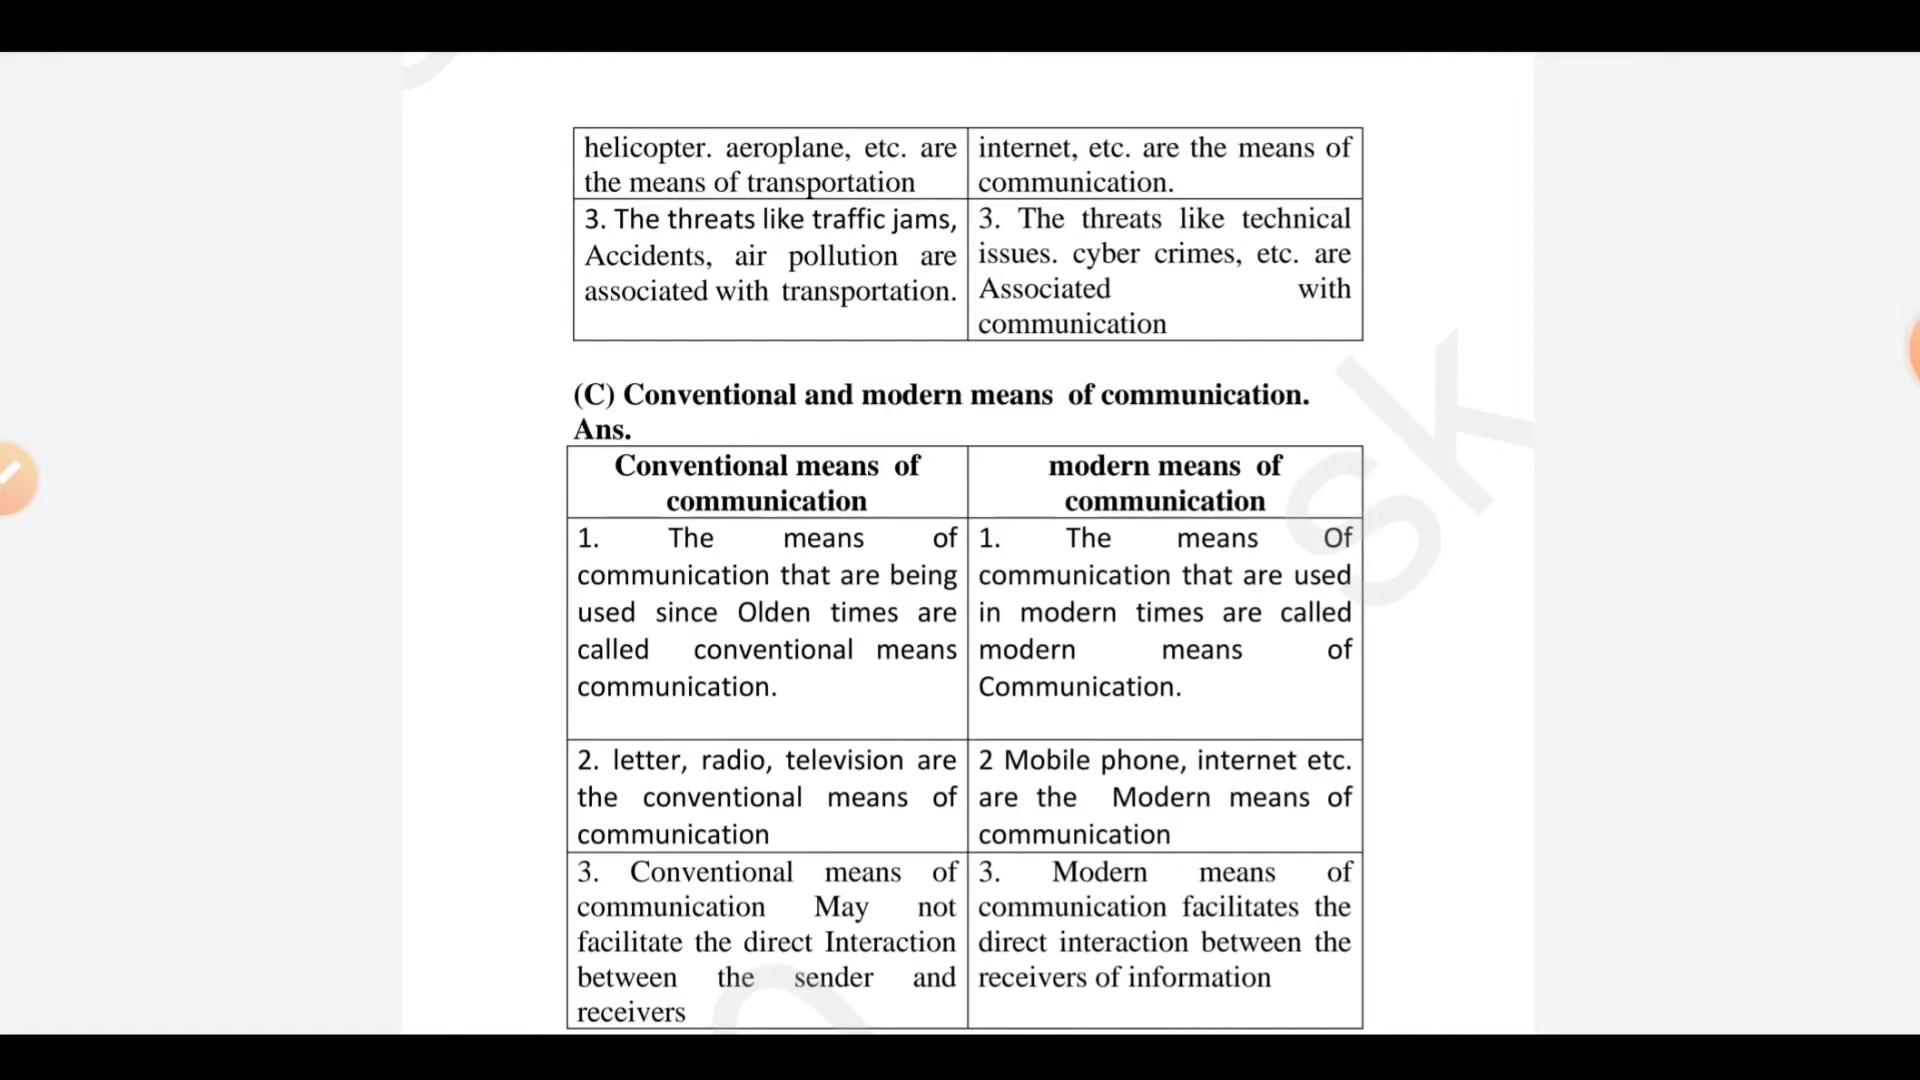 helicopter. aeroplane, etc. are
the means of transportation
internet, etc. are the means of
communication.
3. The threats like traffic jams,
Accidents, air pollution are
associated with transportation.
3. The threats like technical
issues. cyber crimes, etc. are
Associated with
communication
(C) Conventional and modern means of communication.
Ans.
Conventional means of
communication
modern means of
communication
1. The means of
communication that are being
used since Olden times are
called conventional means
communication.
1. The means Of
communication that are used
in modern times are called
modern means of
Communication.
2. letter, radio, television are
the conventional means of
communication
2 Mobile phone, internet etc.
are the Modern means of
communication
3. Conventional means of
communication May not
facilitate the direct Interaction
between the sender and
receivers
3. Modern means of
communication facilitates the
direct interaction between the
receivers of information
sk